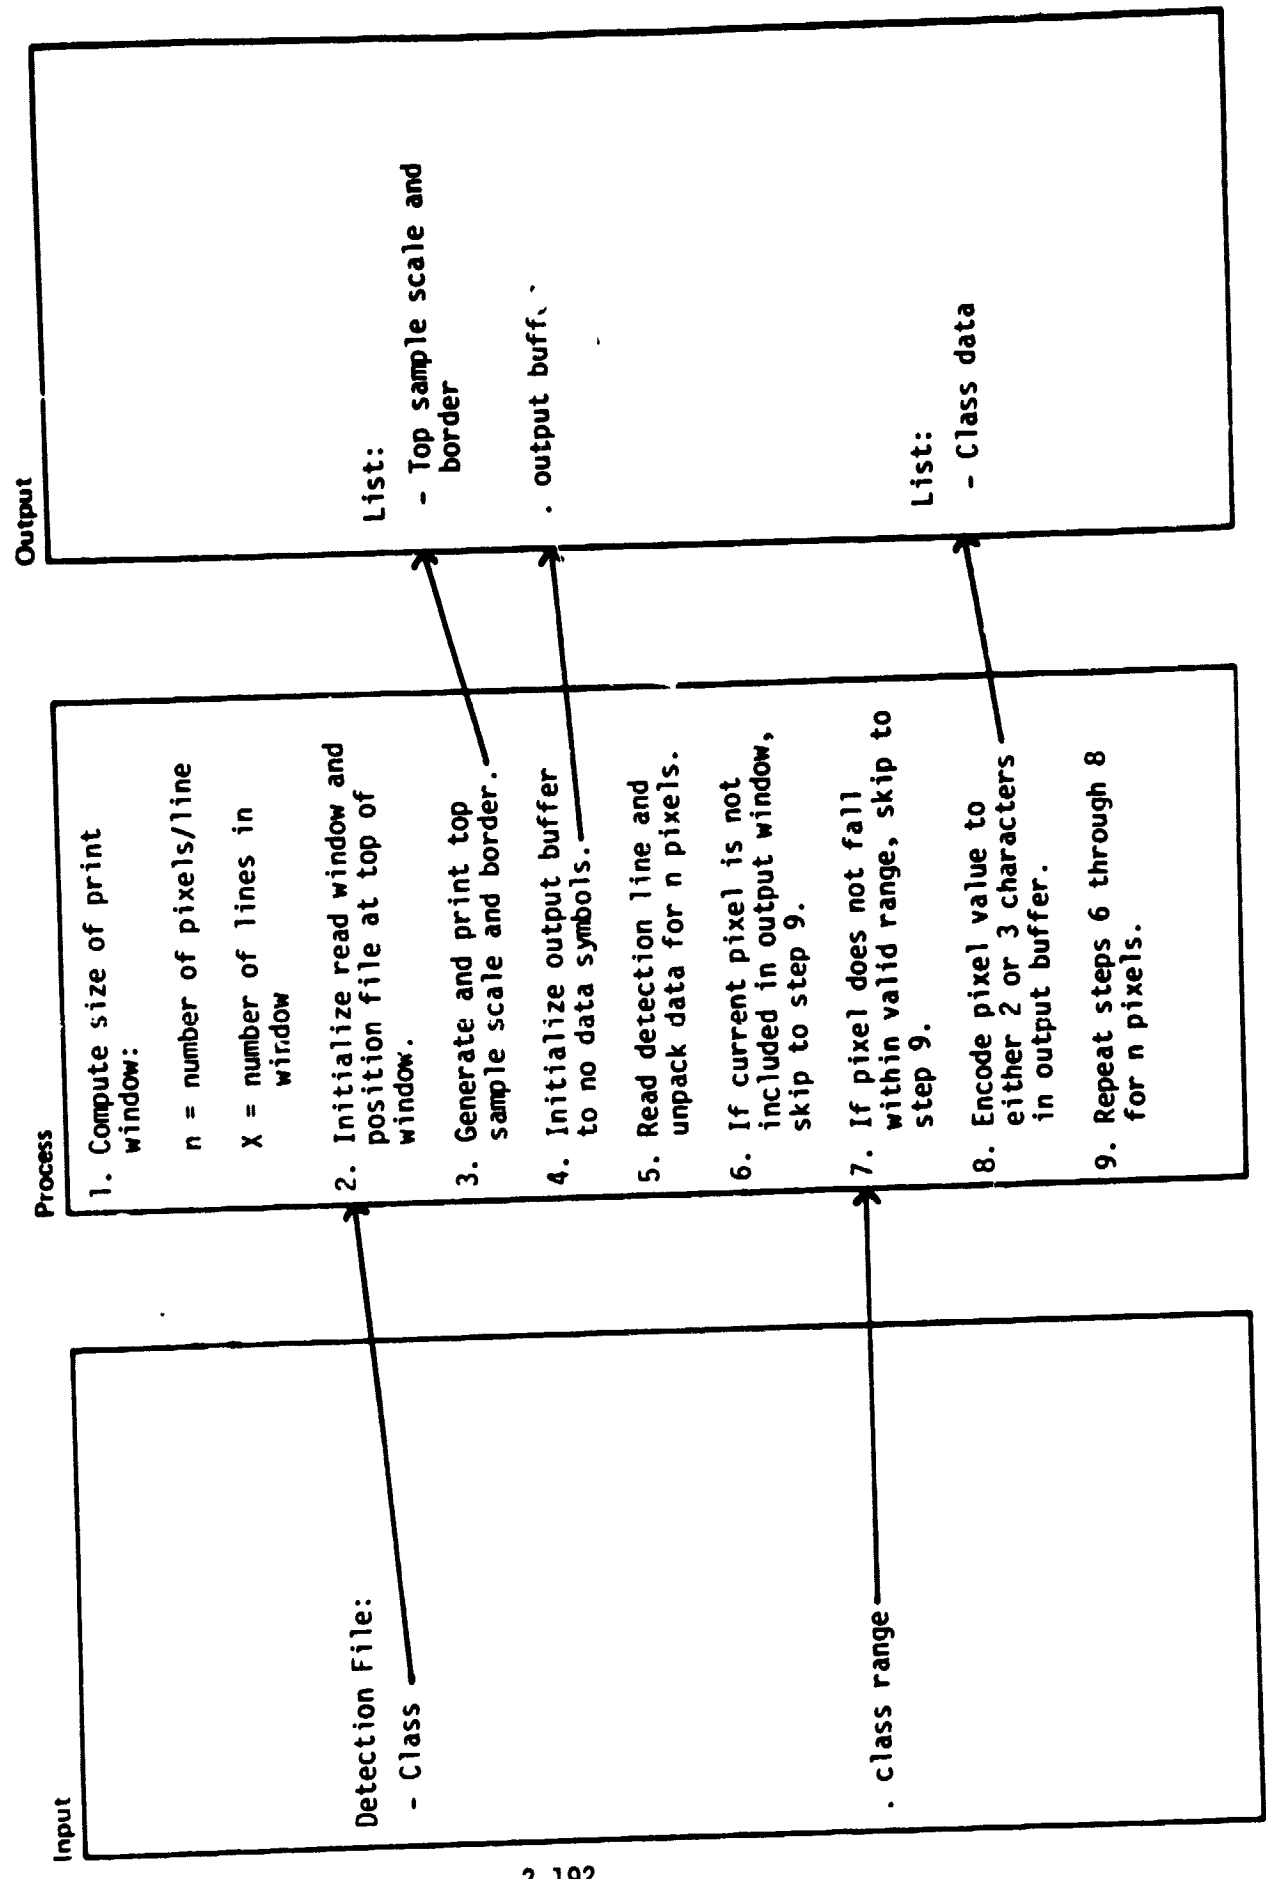 Input
Detection File:
- Class
. class range
Process
1. Compute size of print
window:
n = number of pixels/line
X = number of lines in
window
2. Initialize read window and
position file at top of
window.
3. Generate and print top
sample scale and border.
4. Initialize output buffer
to no data symbols.
5. Read detection line and
unpack data for n pixels.
6. If current pixel is not
included in output window,
skip to step 9.
7. If pixel does not fall
within valid range, skip to
step 9.
8. Encode pixel value to
either 2 or 3 characters
in output buffer.
9. Repeat steps 6 through 8
for n pixels.
Output
List:
- Top sample scale and
border
. output
List:
- Class data